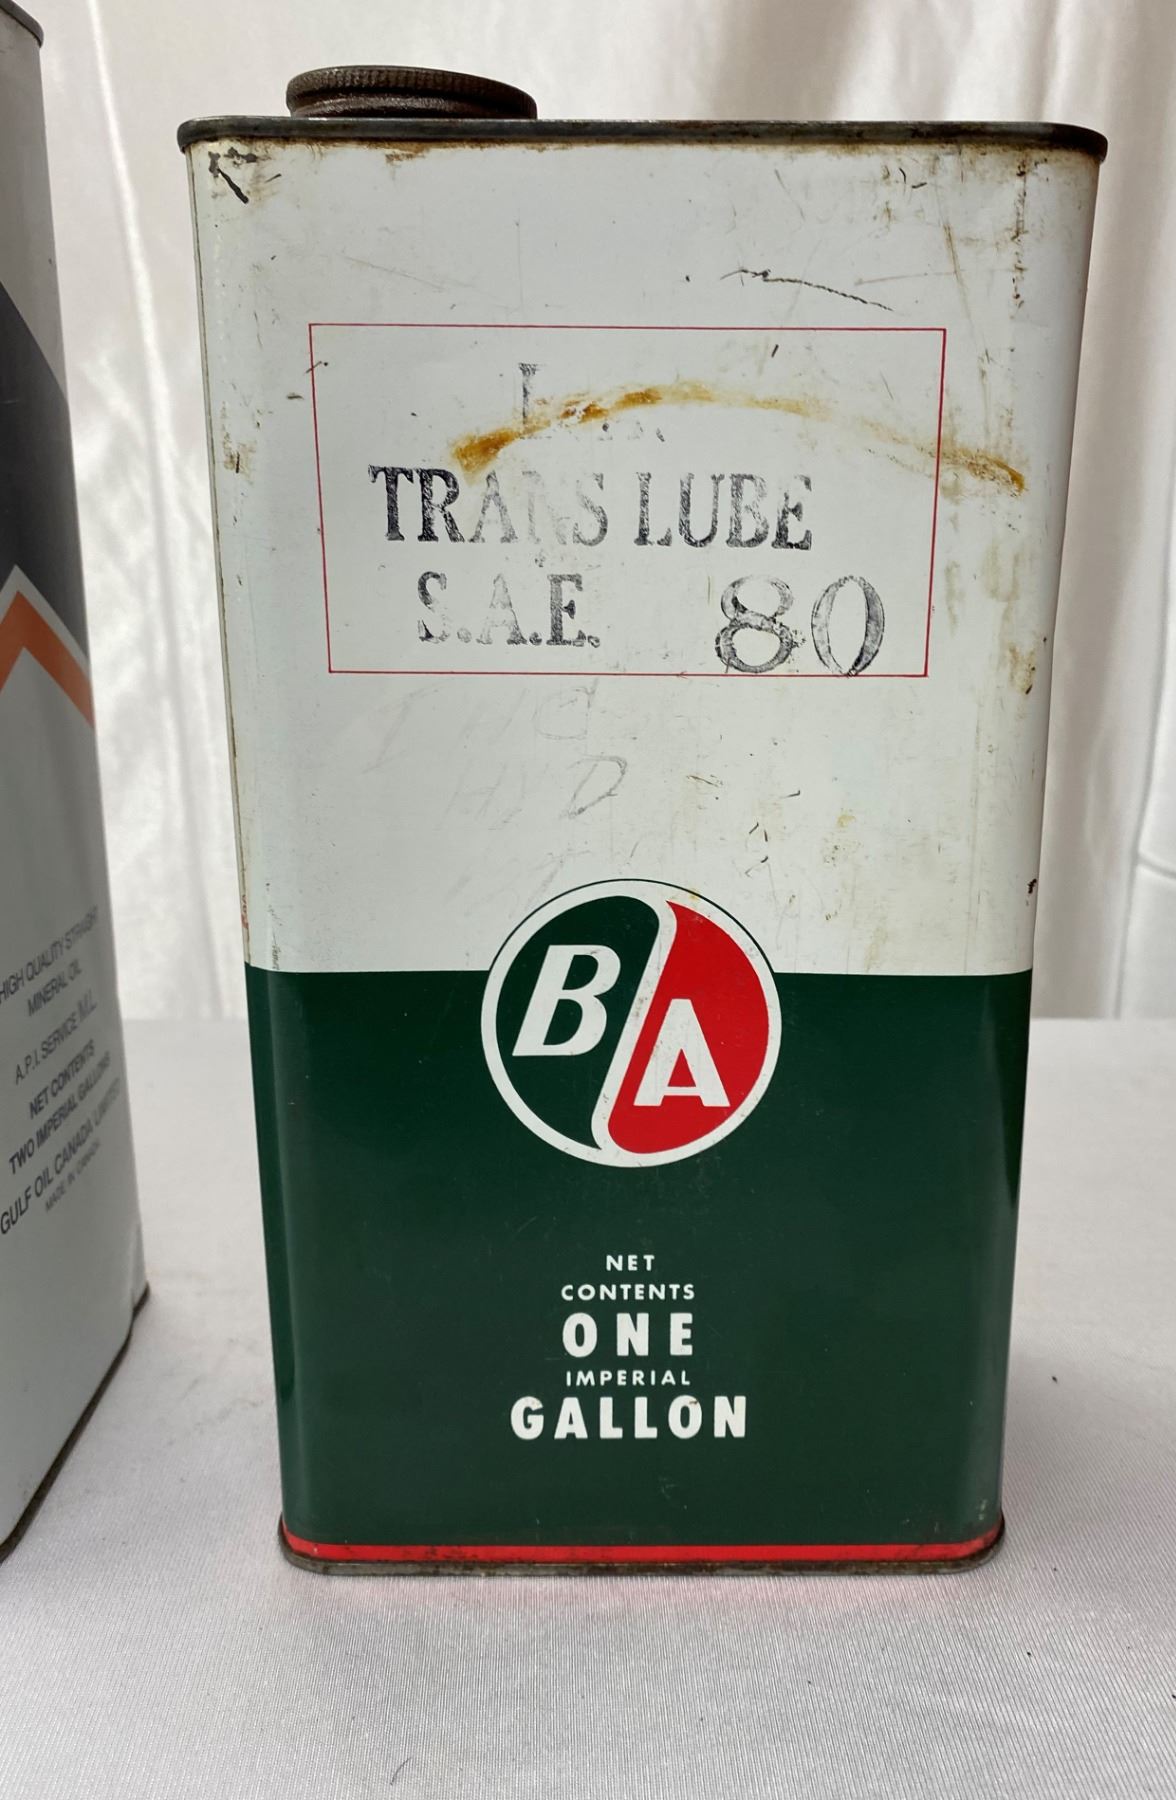 TRANS LUBE
S.A.E. 80
B A
NET
CONTENTS
ONE
IMPERIAL
GALLON
HIGH QUALITY STRAIGHT
MINERAL OIL
A.P.I. SERVICE M.L.
NET CONTENTS
TWO IMPERIAL GALLONS
GULF OIL CANADA LIMITED
MADE IN CANADA